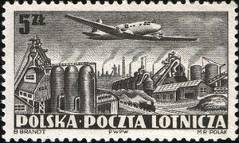 5 ZŁ
POLSKA·POCZTA LOTNICZA
B. BRANDT PWPW M.R. POLAK